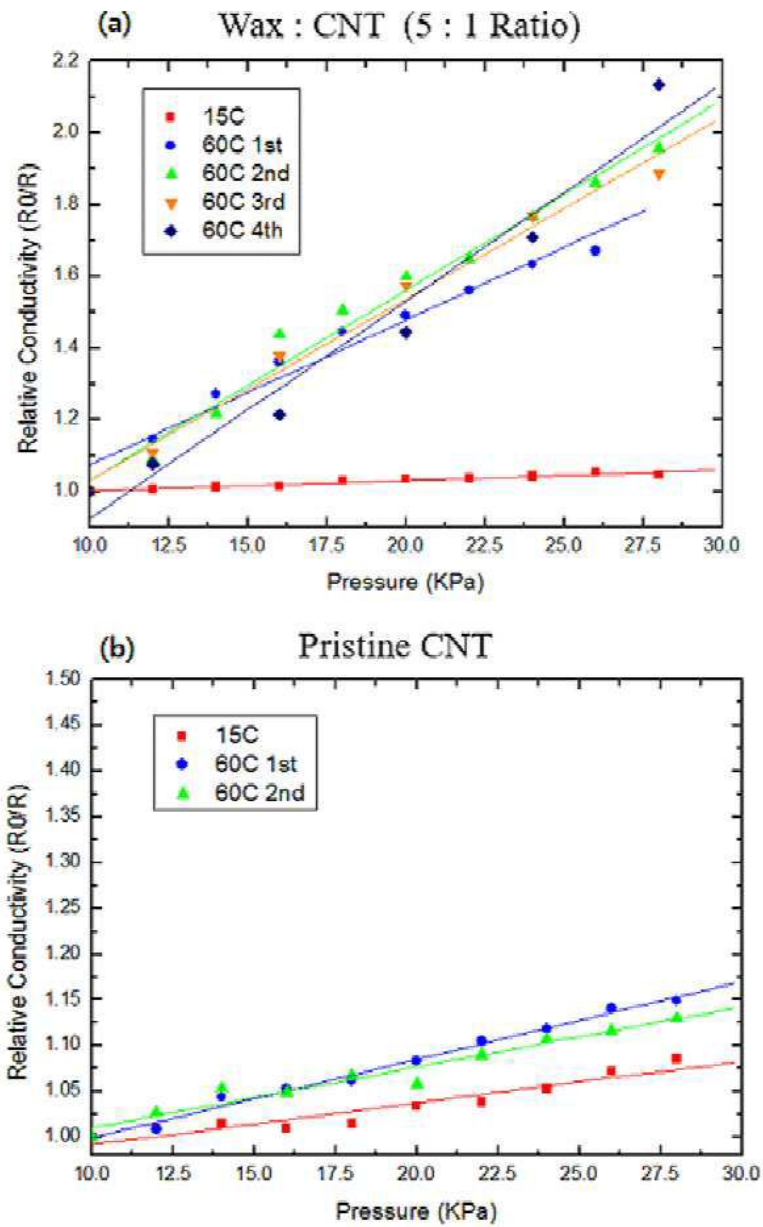 (a) Wax : CNT (5 : 1 Ratio)
2.2
2.0
1.8
1.6
1.4
1.2
1.0
Relative Conductivity (R0/R)
15C
60C 1st
60C 2nd
60C 3rd
60C 4th
10.0 12.5 15.0 17.5 20.0 22.5 25.0 27.5 30.0
Pressure (KPa)
(b) Pristine CNT
1.50
1.45
1.40
1.35
1.30
1.25
1.20
1.15
1.10
1.05
1.00
Relative Conductivity (R0/R)
15C
60C 1st
60C 2nd
10.0 12.5 15.0 17.5 20.0 22.5 25.0 27.5 30.0
Pressure (KPa)